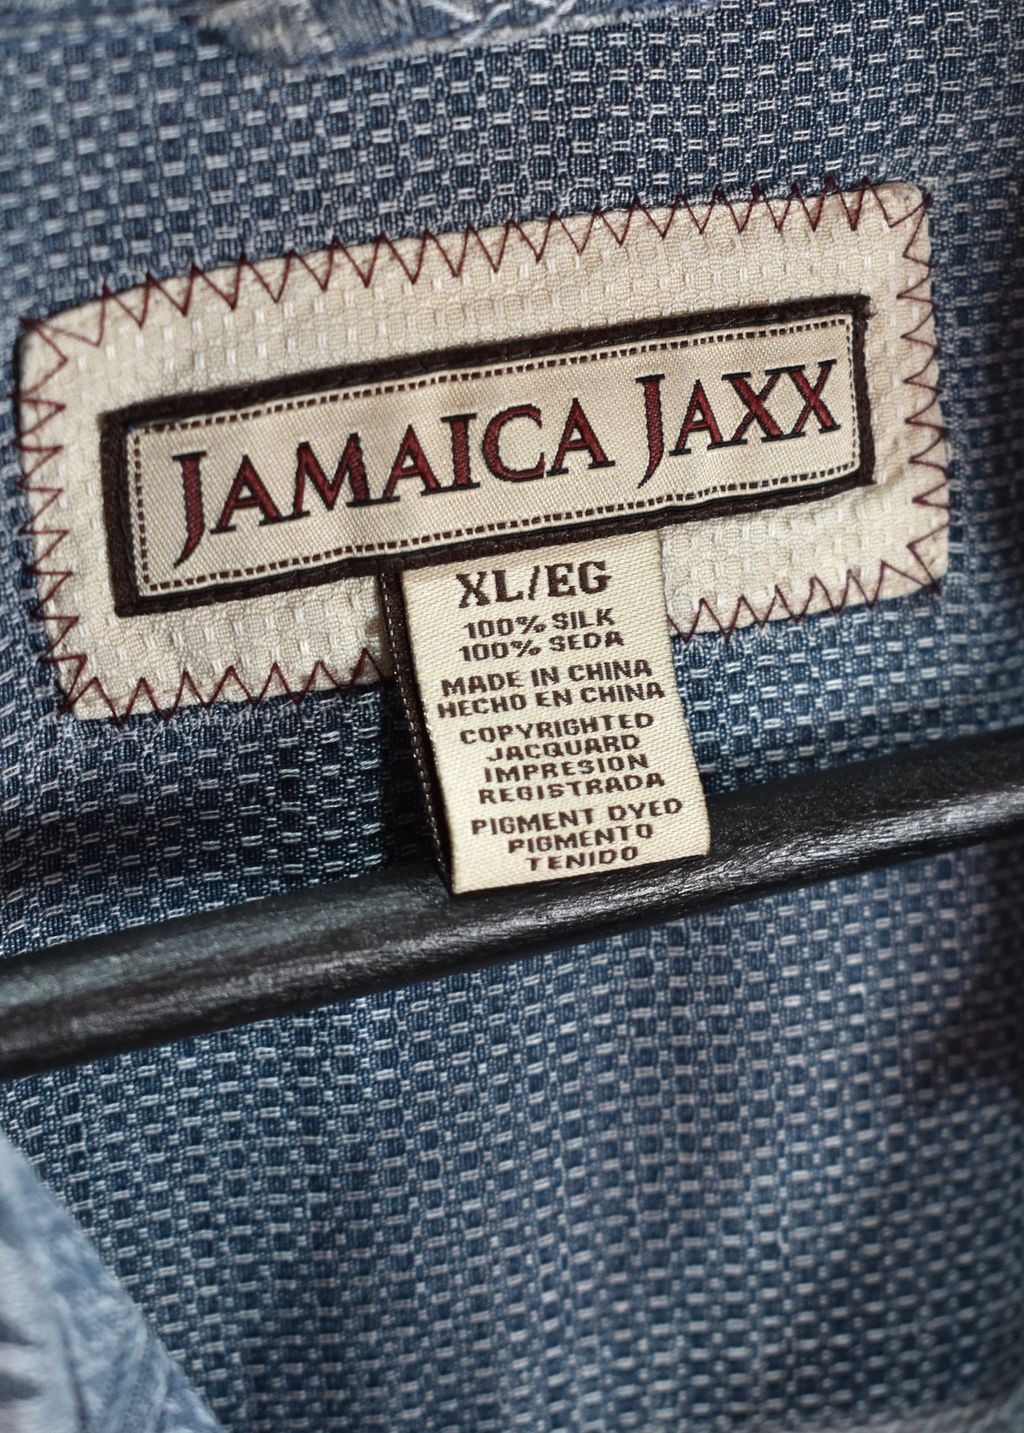 JAMAICA JAXX
XL/EG
100% SILK
100% SEDA
MADE IN CHINA
HECHO EN CHINA
COPYRIGHTED
JACQUARD
IMPRESION
REGISTRADA
PIGMENT DYED
PIGMENTO
TENIDO